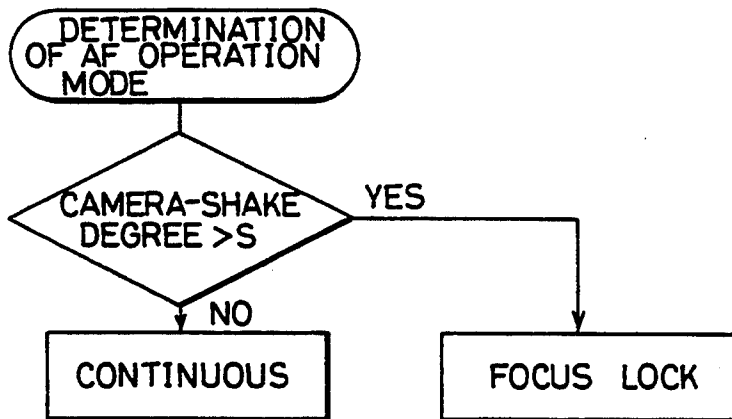 DETERMINATION
OF AF OPERATION
MODE
CAMERA-SHAKE
DEGREE >S
YES
NO
CONTINUOUS
FOCUS LOCK